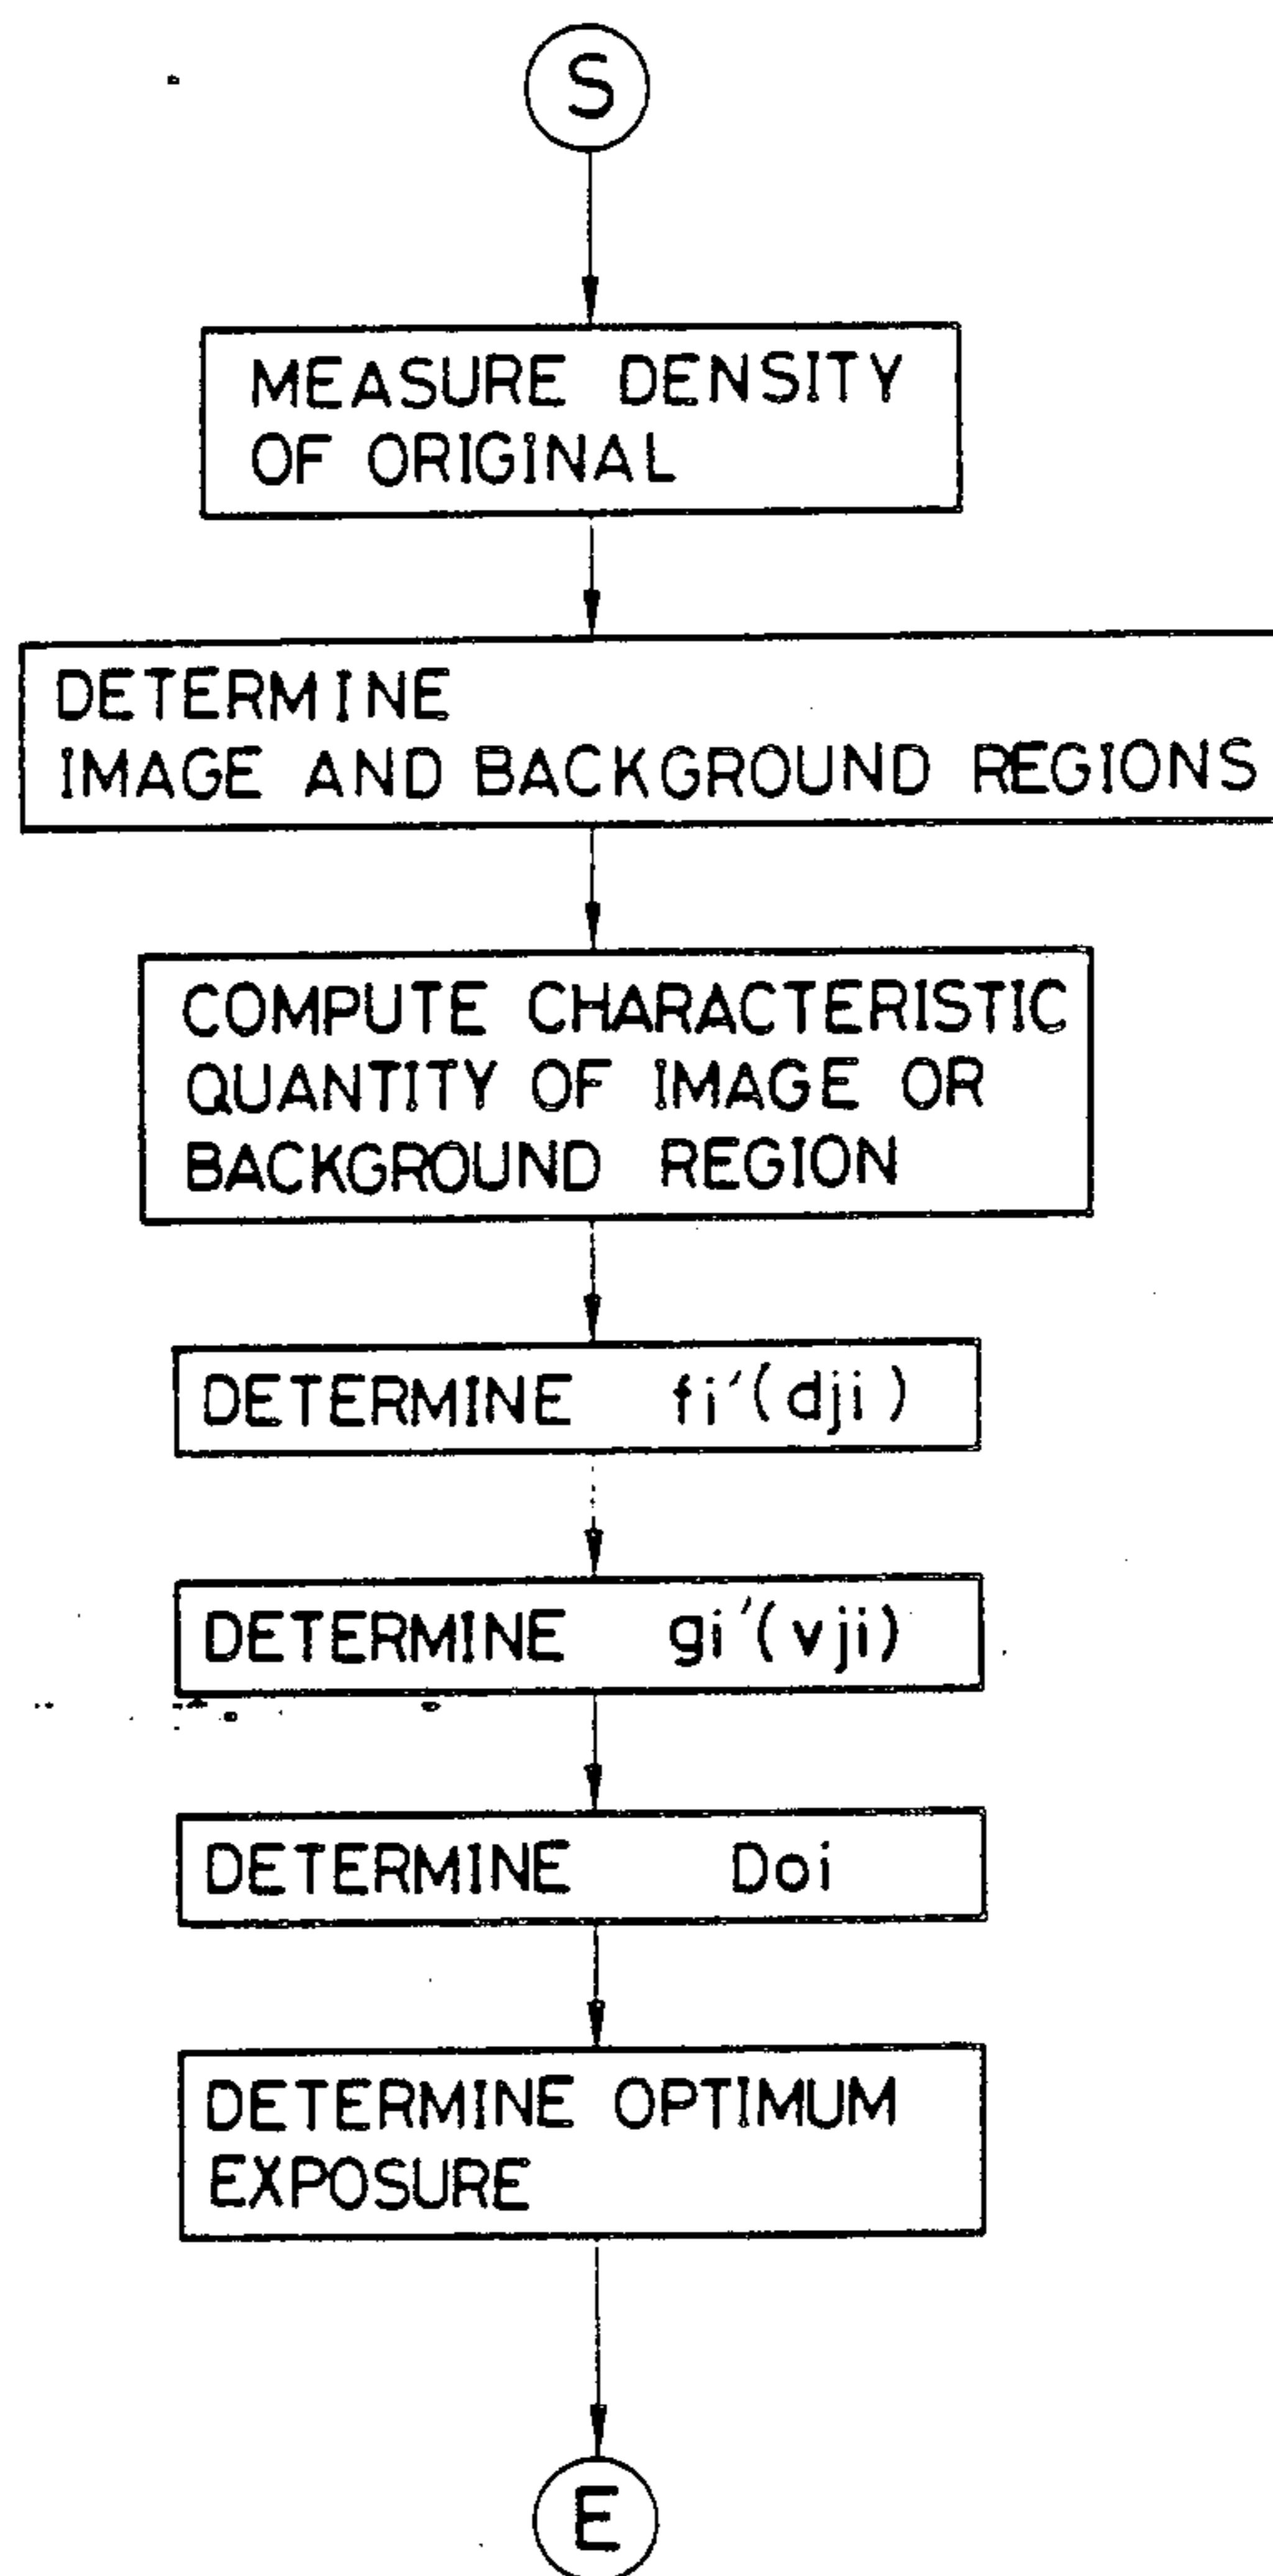 S
MEASURE DENSITY
OF ORIGINAL
DETERMINE
IMAGE AND BACKGROUND REGIONS
COMPUTE CHARACTERISTIC
QUANTITY OF IMAGE OR
BACKGROUND REGION
DETERMINE fi′(dji)
DETERMINE gi′(vji)
DETERMINE Doi
DETERMINE OPTIMUM
EXPOSURE
E